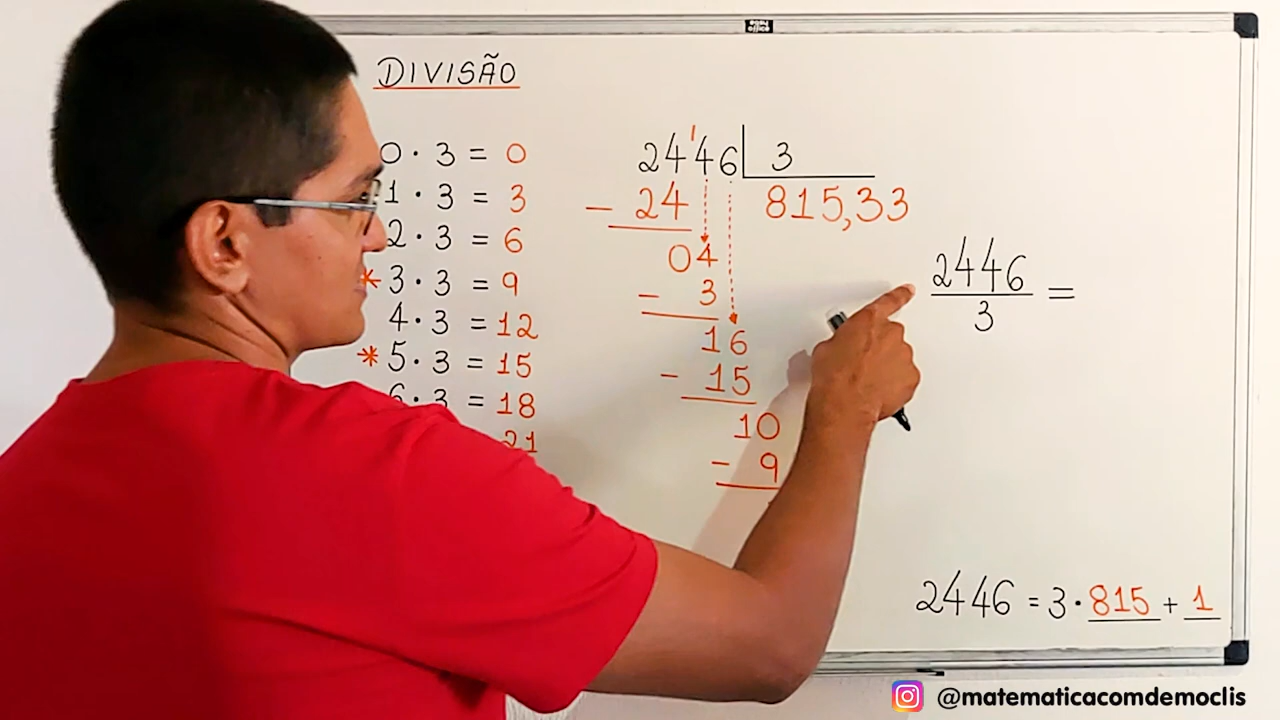 DIVISÃO
0 · 3 = 0
1 · 3 = 3
2 · 3 = 6
* 3 · 3 = 9
4 · 3 = 12
* 5 · 3 = 15
6 · 3 = 18
21
24'46 3
- 24 815,33
04
- 3
16
- 15
10
- 9
2446
3 =
2446 = 3 · 815 + 1
@matematicacomdemoclis